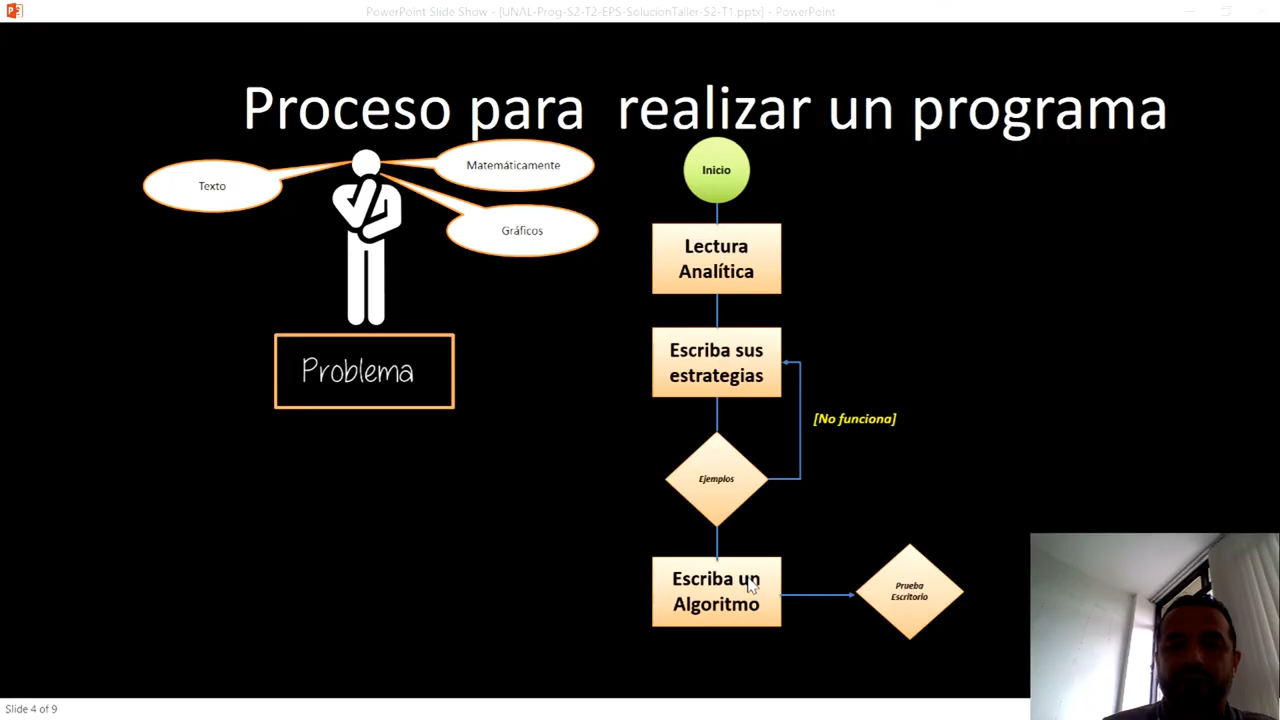 PowerPoint Slide Show - [UNAL-Prog-S2-T2-EPS-SolucionTaller-S2-T1.pptx] - PowerPoint
Proceso para realizar un programa
Texto
Matemáticamente
Gráficos
Problema
Inicio
Lectura
Analítica
Escriba sus
estrategias
[No funciona]
Ejemplos
Escriba un
Algoritmo
Prueba
Escritorio
Slide 4 of 9